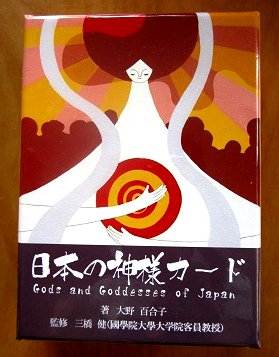 日本の神様カード
Gods and Goddesses of Japan
著 大野 百合子
監修 三橋 健(國學院大學大学院客員教授)